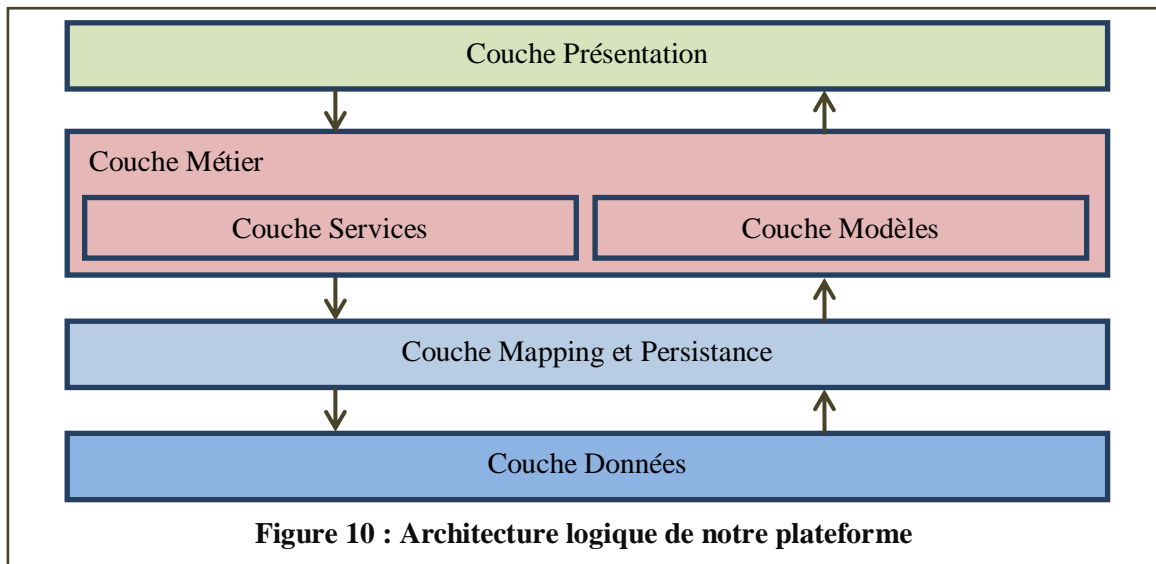 Couche Présentation
Couche Métier
Couche Services
Couche Modèles
Couche Mapping et Persistance
Couche Données
Figure 10 : Architecture logique de notre plateforme